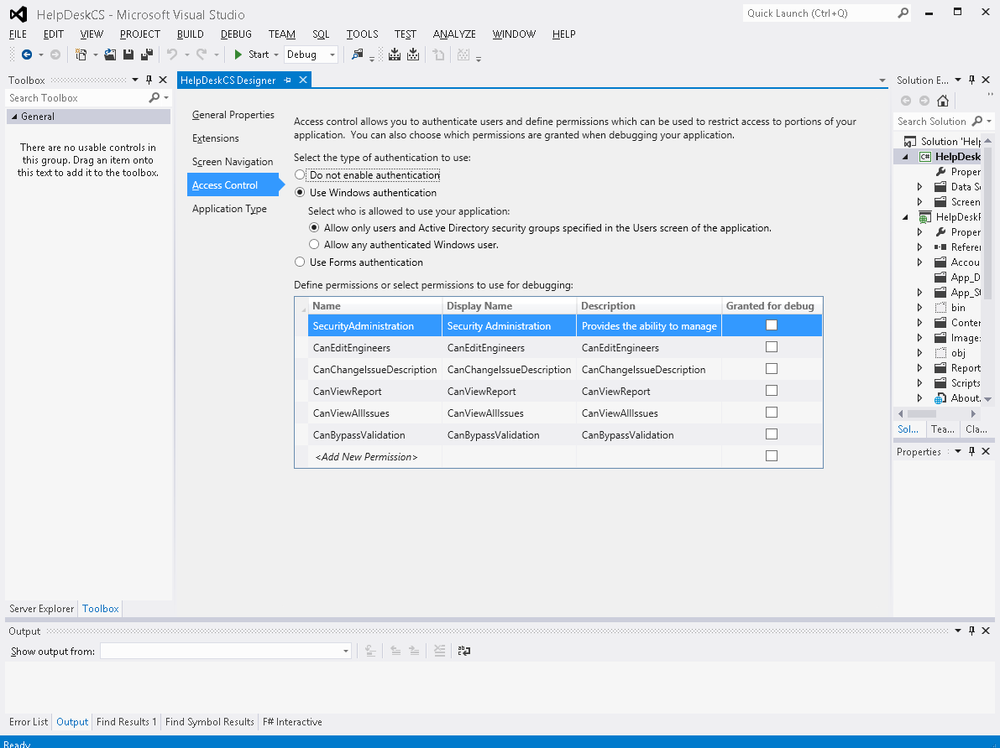 HelpDeskCS - Microsoft Visual Studio
Quick Launch (Ctrl+Q)
FILE EDIT VIEW PROJECT BUILD DEBUG TEAM SQL TOOLS TEST ANALYZE WINDOW HELP
Start Debug
Toolbox
Search Toolbox
General
There are no usable controls in
this group. Drag an item onto
this text to add it to the toolbox.
Server Explorer Toolbox
HelpDeskCS Designer
General Properties
Extensions
Screen Navigation
Access Control
Application Type
Access control allows you to authenticate users and define permissions which can be used to restrict access to portions of your
application. You can also choose which permissions are granted when debugging your application.
Select the type of authentication to use:
Do not enable authentication
Use Windows authentication
Select who is allowed to use your application:
Allow only users and Active Directory security groups specified in the Users screen of the application.
Allow any authenticated Windows user.
Use Forms authentication
Define permissions or select permissions to use for debugging:
Name Display Name Description Granted for debug
SecurityAdministration Security Administration Provides the ability to manage
CanEditEngineers CanEditEngineers CanEditEngineers
CanChangeIssueDescription CanChangeIssueDescription CanChangeIssueDescription
CanViewReport CanViewReport CanViewReport
CanViewAllIssues CanViewAllIssues CanViewAllIssues
CanBypassValidation CanBypassValidation CanBypassValidation
<Add New Permission>
Solution E...
Search Solution
Solution 'Help
C# HelpDesk
Proper
Data So
Screen
HelpDesk
Proper
Refere
Accou
App_D
App_St
bin
Conter
Image:
obj
Report
Scripts
About.
Sol... Tea... Cla...
Properties
Output
Show output from:
Error List Output Find Results 1 Find Symbol Results F# Interactive
Ready